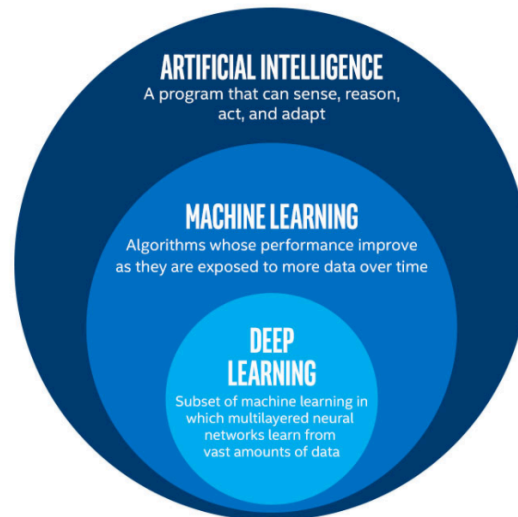 ARTIFICIAL INTELLIGENCE
A program that can sense, reason,
act, and adapt
MACHINE LEARNING
Algorithms whose performance improve
as they are exposed to more data over time
DEEP
LEARNING
Subset of machine learning in
which multilayered neural
networks learn from
vast amounts of data